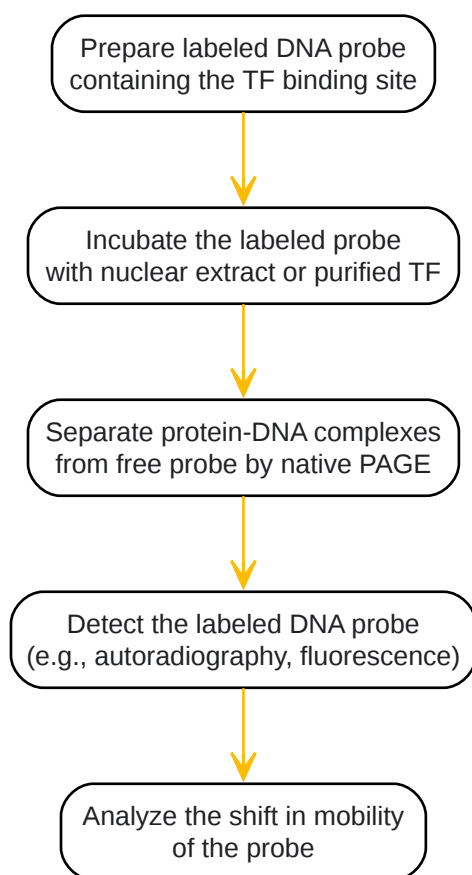 Prepare labeled DNA probe
containing the TF binding site
Incubate the labeled probe
with nuclear extract or purified TF
Separate protein-DNA complexes
from free probe by native PAGE
Detect the labeled DNA probe
(e.g., autoradiography, fluorescence)
Analyze the shift in mobility
of the probe